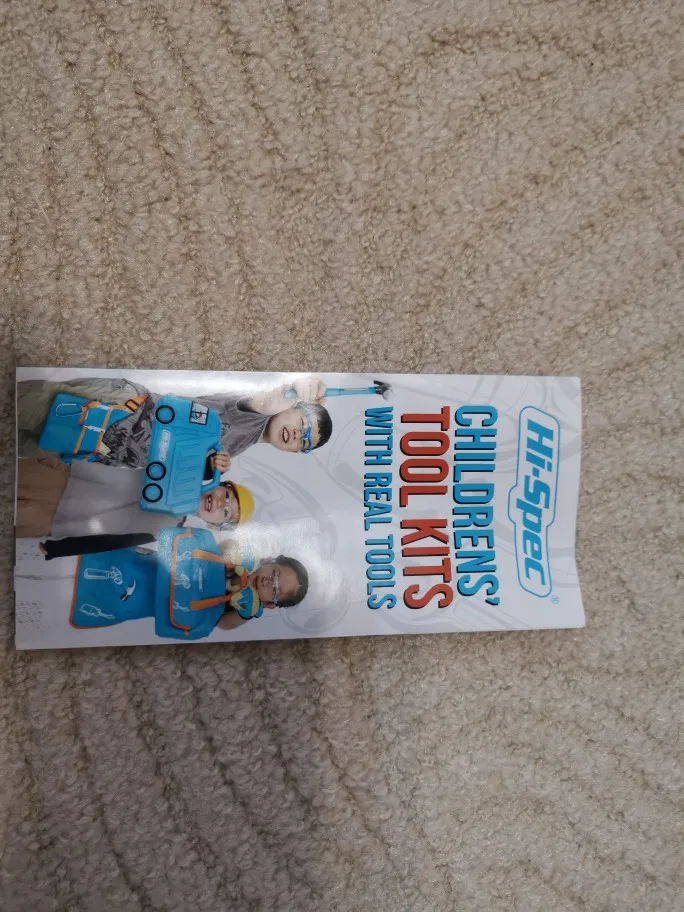 Hi-Spec®
CHILDRENS'
TOOL KITS
WITH REAL TOOLS